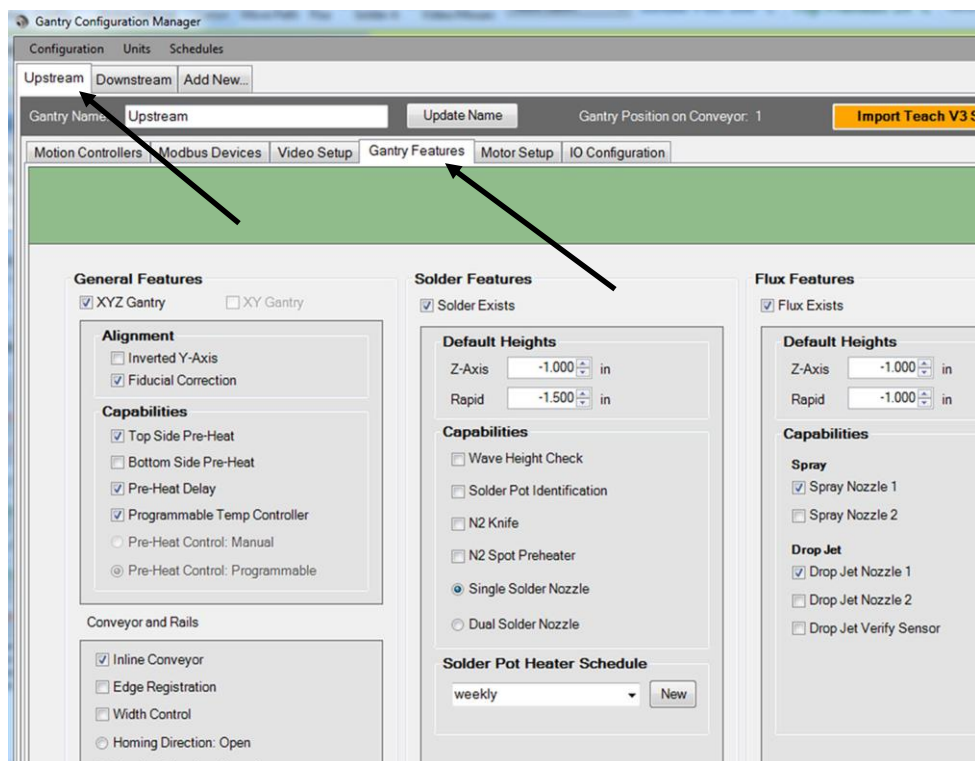 Gantry Configuration Manager
Configuration Units Schedules
Upstream Downstream Add New...
Gantry Name: Upstream Update Name Gantry Position on Conveyor: 1 Import Teach V3 S
Motion Controllers Modbus Devices Video Setup Gantry Features Motor Setup IO Configuration
General Features
XYZ Gantry XY Gantry
Alignment
Inverted Y-Axis
Fiducial Correction
Capabilities
Top Side Pre-Heat
Bottom Side Pre-Heat
Pre-Heat Delay
Programmable Temp Controller
Pre-Heat Control: Manual
Pre-Heat Control: Programmable
Conveyor and Rails
Inline Conveyor
Edge Registration
Width Control
Homing Direction: Open
Solder Features
Solder Exists
Default Heights
Z-Axis -1.000 in
Rapid -1.500 in
Capabilities
Wave Height Check
Solder Pot Identification
N2 Knife
N2 Spot Preheater
Single Solder Nozzle
Dual Solder Nozzle
Solder Pot Heater Schedule
weekly New
Flux Features
Flux Exists
Default Heights
Z-Axis -1.000 in
Rapid -1.000 in
Capabilities
Spray
Spray Nozzle 1
Spray Nozzle 2
Drop Jet
Drop Jet Nozzle 1
Drop Jet Nozzle 2
Drop Jet Verify Sensor